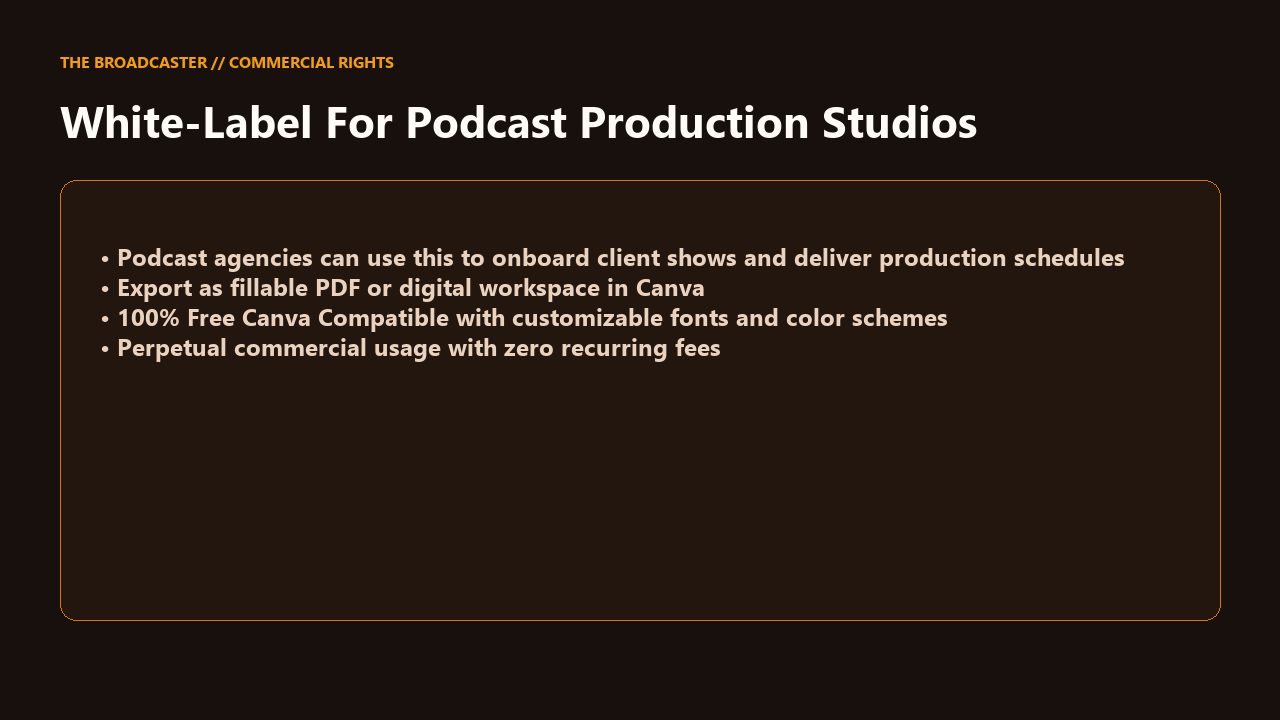 THE BROADCASTER // COMMERCIAL RIGHTS
White-Label For Podcast Production Studios
• Podcast agencies can use this to onboard client shows and deliver production schedules
• Export as fillable PDF or digital workspace in Canva
• 100% Free Canva Compatible with customizable fonts and color schemes
• Perpetual commercial usage with zero recurring fees